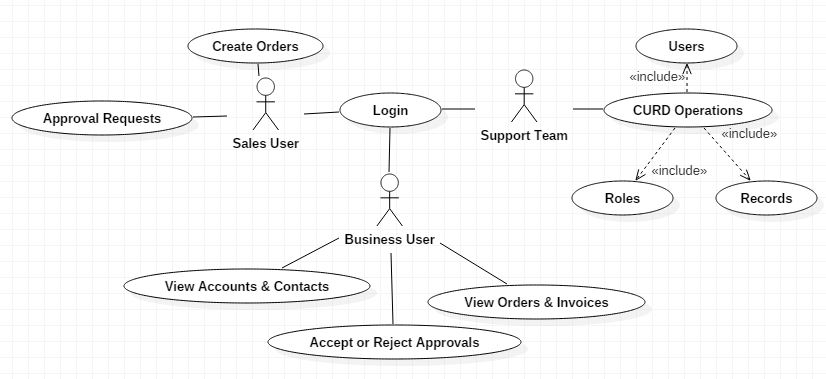 Create Orders
Users
«include»
Approval Requests
Login
CURD Operations
Sales User
Support Team
«include»
«include»
Roles
Records
Business User
View Accounts & Contacts
View Orders & Invoices
Accept or Reject Approvals